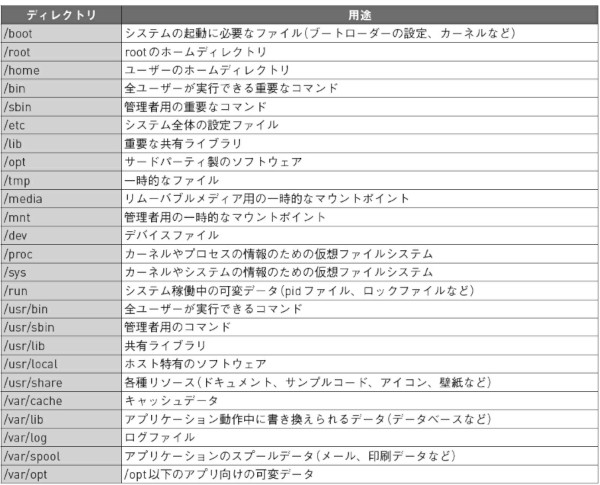 ディレクトリ 用途
/boot システムの起動に必要なファイル(ブートローダーの設定、カーネルなど)
/root rootのホームディレクトリ
/home ユーザーのホームディレクトリ
/bin 全ユーザーが実行できる重要なコマンド
/sbin 管理者用の重要なコマンド
/etc システム全体の設定ファイル
/lib 重要な共有ライブラリ
/opt サードパーティ製のソフトウェア
/tmp 一時的なファイル
/media リムーバブルメディア用の一時的なマウントポイント
/mnt 管理者用の一時的なマウントポイント
/dev デバイスファイル
/proc カーネルやプロセスの情報のための仮想ファイルシステム
/sys カーネルやシステムの情報のための仮想ファイルシステム
/run システム稼働中の可変データ(pidファイル、ロックファイルなど)
/usr/bin 全ユーザーが実行できるコマンド
/usr/sbin 管理者用のコマンド
/usr/lib 共有ライブラリ
/usr/local ホスト特有のソフトウェア
/usr/share 各種リソース(ドキュメント、サンプルコード、アイコン、壁紙など)
/var/cache キャッシュデータ
/var/lib アプリケーション動作中に書き換えられるデータ(データベースなど)
/var/log ログファイル
/var/spool アプリケーションのスプールデータ(メール、印刷データなど)
/var/opt /opt以下のアプリ向けの可変データ